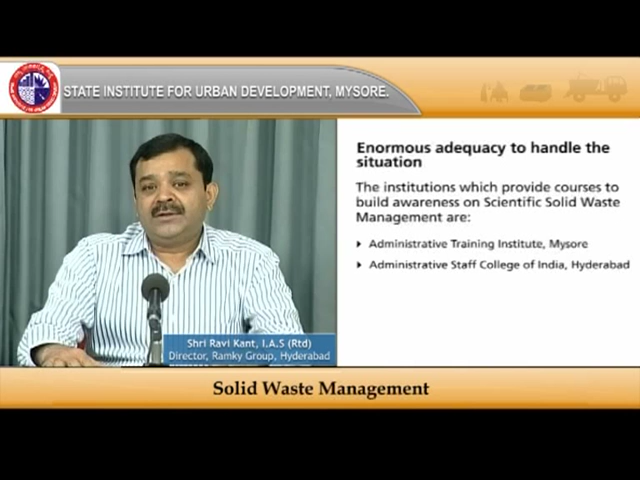 STATE INSTITUTE FOR URBAN DEVELOPMENT, MYSORE.
Enormous adequacy to handle the
situation
The institutions which provide courses to
build awareness on Scientific Solid Waste
Management are:
Administrative Training Institute, Mysore
Administrative Staff College of India, Hyderabad
Shri Ravi Kant, I.A.S (Rtd)
Director, Ramky Group, Hyderabad
Solid Waste Management